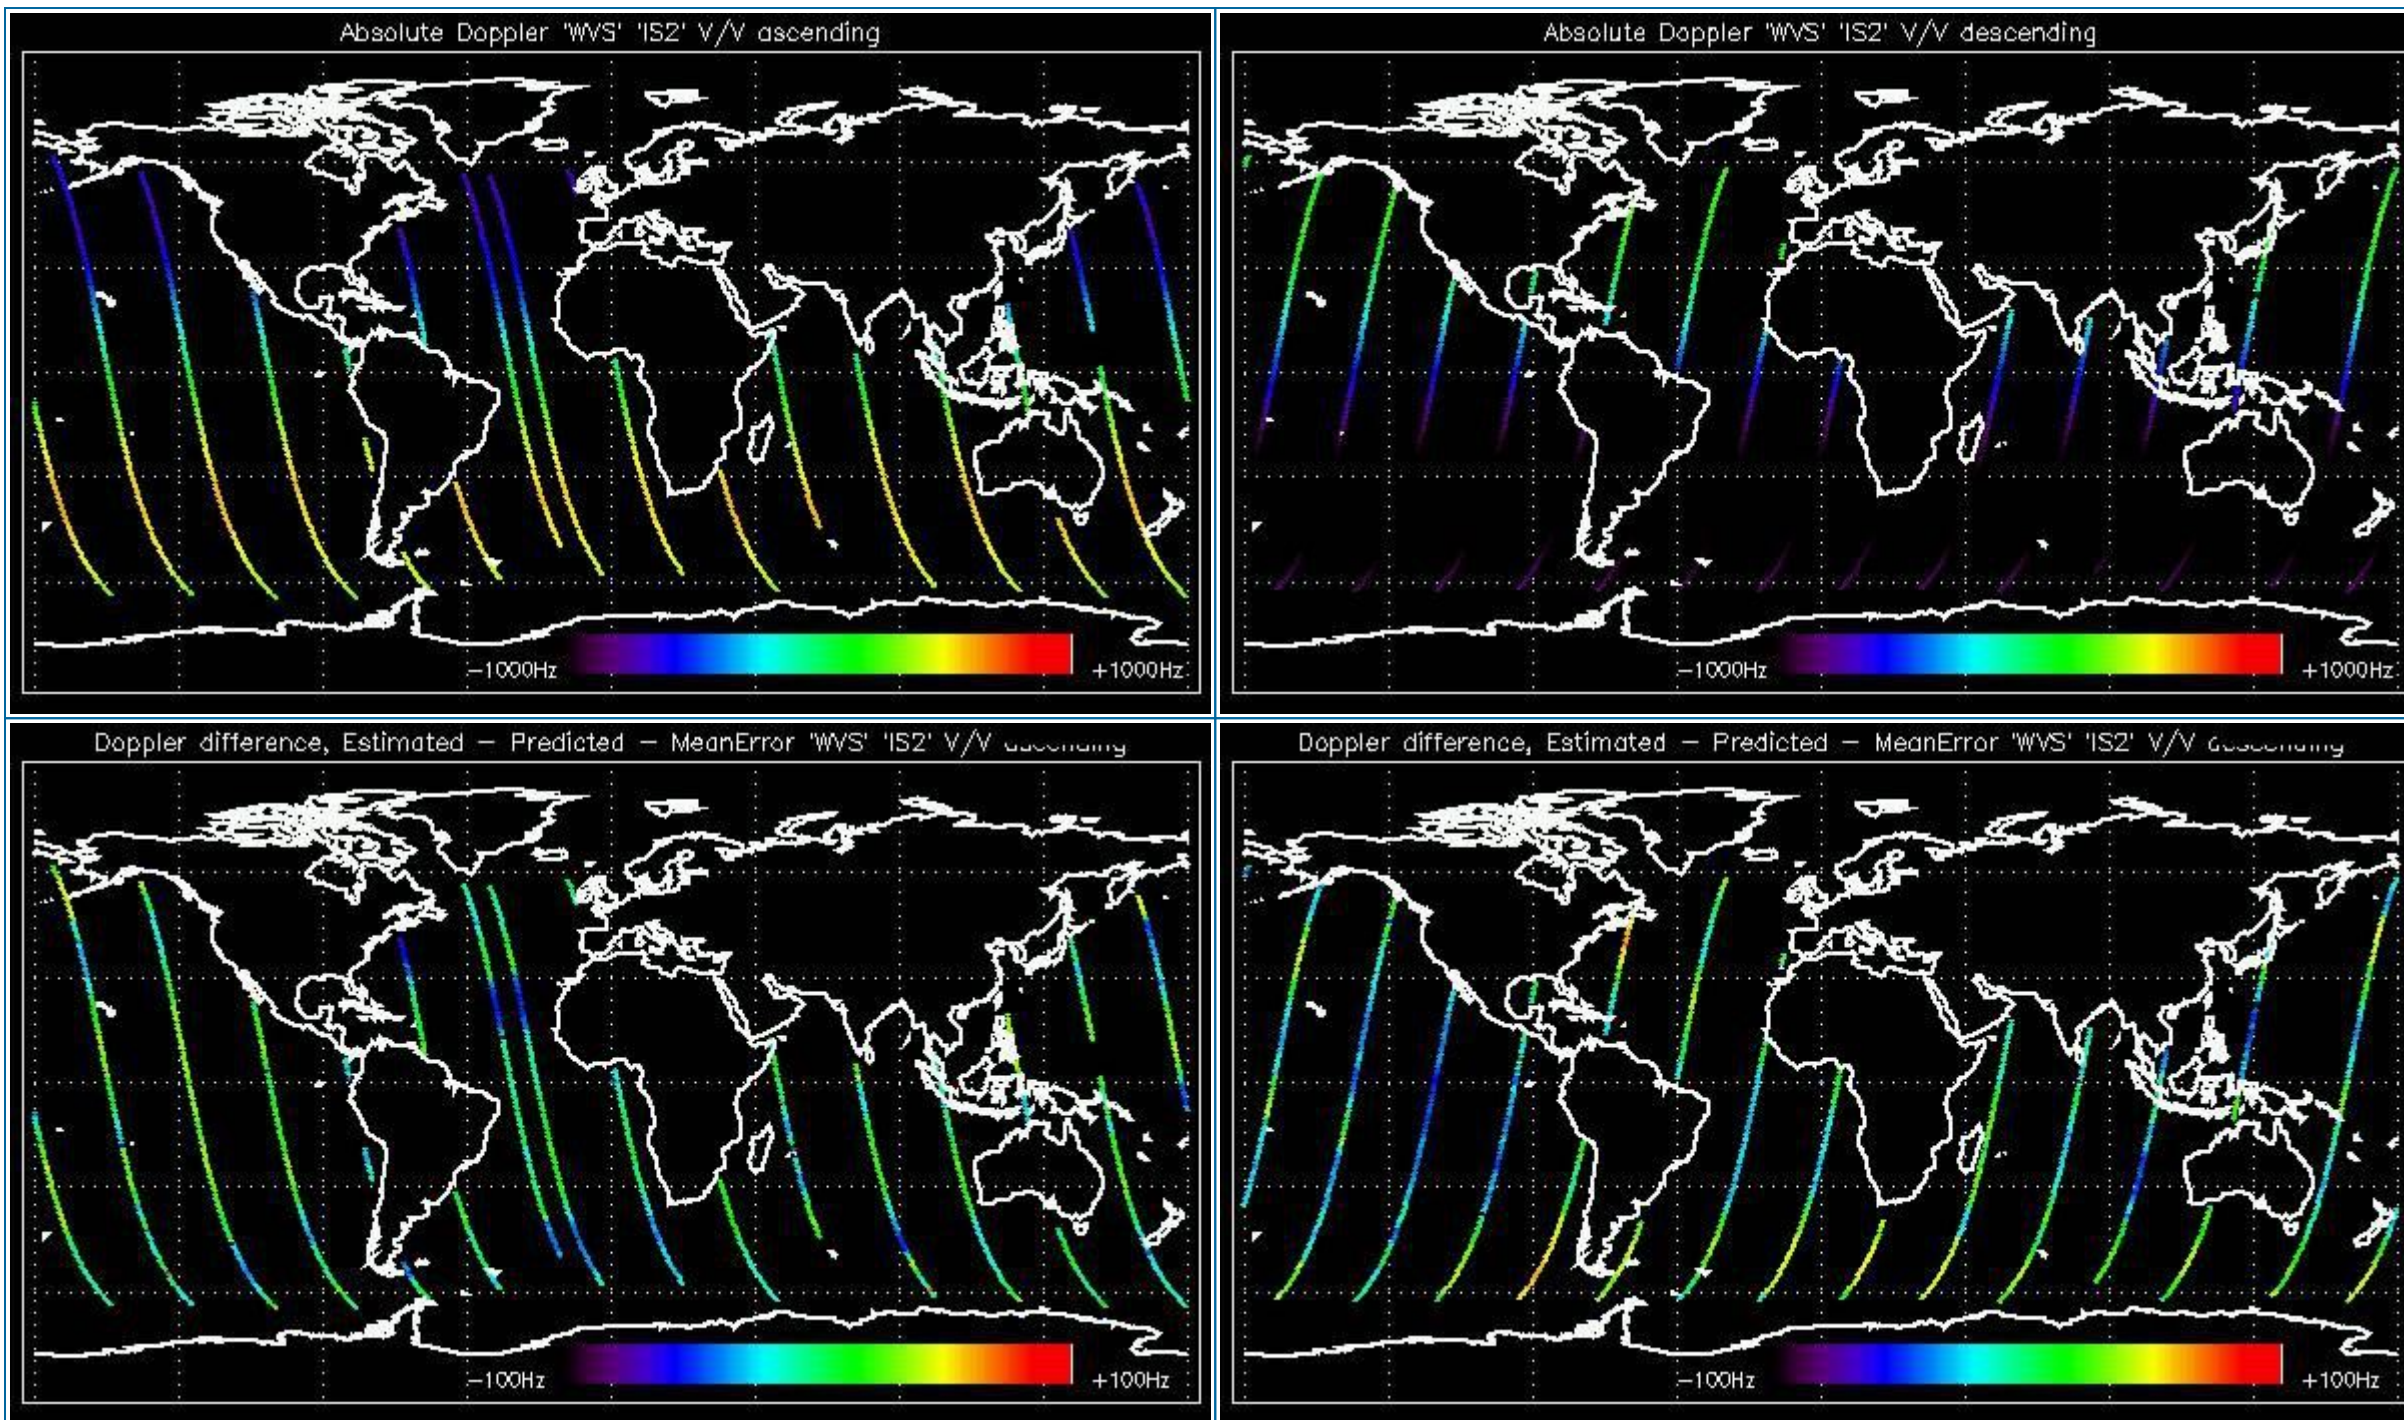 Absolute Doppler 'WVS' 'IS2' V/V ascending
-1000Hz +1000Hz
Absolute Doppler 'WVS' 'IS2' V/V descending
-1000Hz +1000Hz
Doppler difference, Estimated - Predicted - MeanError 'WVS' 'IS2' V/V
-100Hz +100Hz
Doppler difference, Estimated - Predicted - MeanError 'WVS' 'IS2' V/V
-100Hz +100Hz